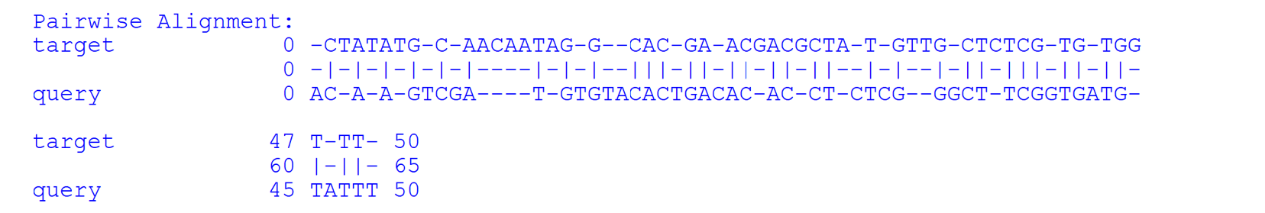 Pairwise Alignment:
target 0 -CTATATG-C-AACAATAG-G--CAC-GA-ACGACGCTA-T-GTTG-CTCTCG-TG-TGG
0 -|-|-|-|-|-|----|-|-|--|||-||-||-||-||--|-|--|-||-|||-||-||-
query 0 AC-A-A-GTCGA----T-GTGTACACTGACAC-AC-CT-CTCG--GGCT-TCGGTGATG-
target 47 T-TT- 50
60 |-||- 65
query 45 TATTT 50